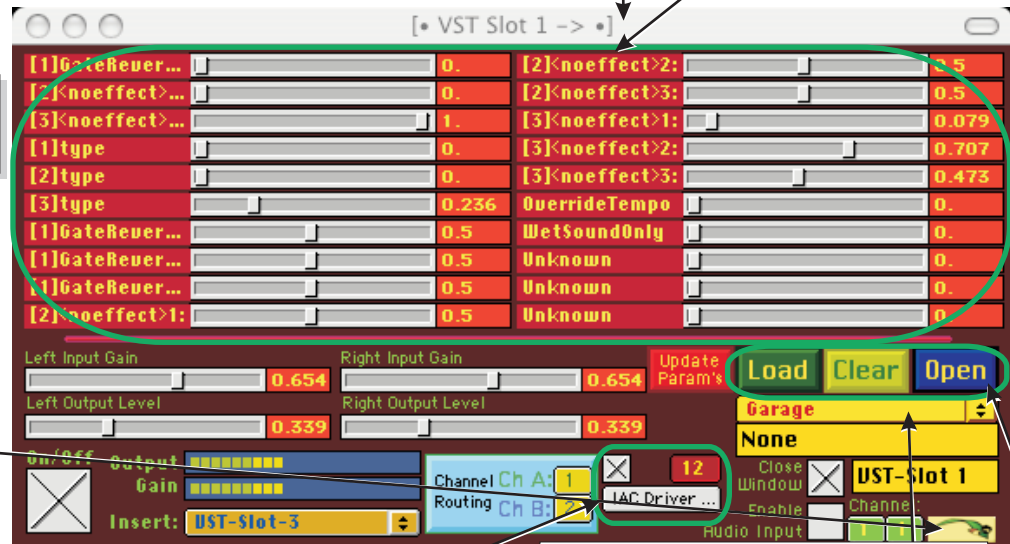 [• VST Slot 1 -> •]
[1]GateRever... 0. [2]<noeffect>2: 0.5
[2]<noeffect>... 0. [2]<noeffect>3: 0.5
[3]<noeffect>... 1. [3]<noeffect>1: 0.079
[1]type 0. [3]<noeffect>2: 0.707
[2]type 0. [3]<noeffect>3: 0.473
[3]type 0.236 OverrideTempo 0.
[1]GateRever... 0.5 WetSoundOnly 0.
[1]GateRever... 0.5 Unknown 0.
[1]GateRever... 0.5 Unknown 0.
[2]<noeffect>1: 0.5 Unknown 0.
Left Input Gain Right Input Gain
0.654 0.654 Update Param's Load Clear Open
Left Output Level Right Output Level
0.339 0.339
Garage
None
On/Off Output Gain
Channel Routing Ch A: 1
Ch B: 2
12
IAC Driver ...
Close Window VST-Slot 1
Insert: VST-Slot-3
Enable Audio Input Channel:
1 1